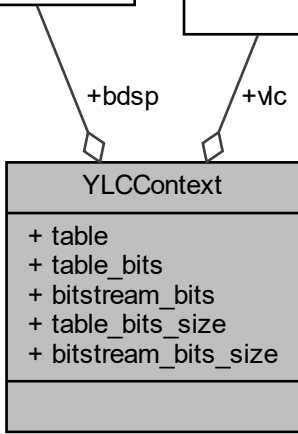 +bdsp
+vlc
YLCContext
+ table
+ table_bits
+ bitstream_bits
+ table_bits_size
+ bitstream_bits_size